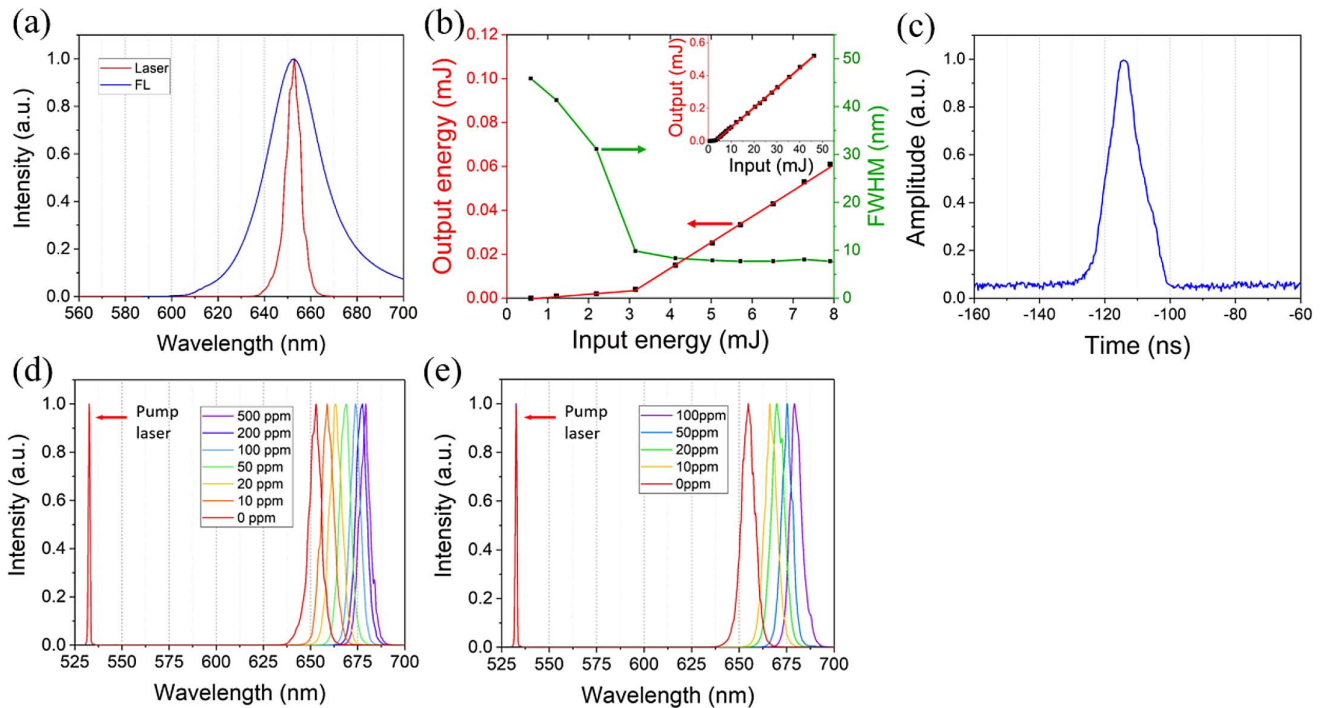 (a)
Intensity (a.u.)
1.0
0.8
0.6
0.4
0.2
0.0
Laser
FL
560 580 600 620 640 660 680 700
Wavelength (nm)
(b)
Output energy (mJ)
0.12
0.10
0.08
0.06
0.04
0.02
0.00
0 1 2 3 4 5 6 7 8
Input energy (mJ)
50
40
30
20
10
0
FWHM (nm)
Output (mJ)
0.6
0.4
0.2
0.0
0 10 20 30 40 50
Input (mJ)
(c)
Amplitude (a.u.)
1.0
0.8
0.6
0.4
0.2
0.0
-160 -140 -120 -100 -80 -60
Time (ns)
(d)
Intensity (a.u.)
1.0
0.8
0.6
0.4
0.2
0.0
Pump
laser
500 ppm
200 ppm
100 ppm
50 ppm
20 ppm
10 ppm
0 ppm
525 550 575 600 625 650 675 700
Wavelength (nm)
(e)
Intensity (a.u.)
1.0
0.8
0.6
0.4
0.2
0.0
Pump
laser
100ppm
50ppm
20ppm
10ppm
0ppm
525 550 575 600 625 650 675 700
Wavelength (nm)